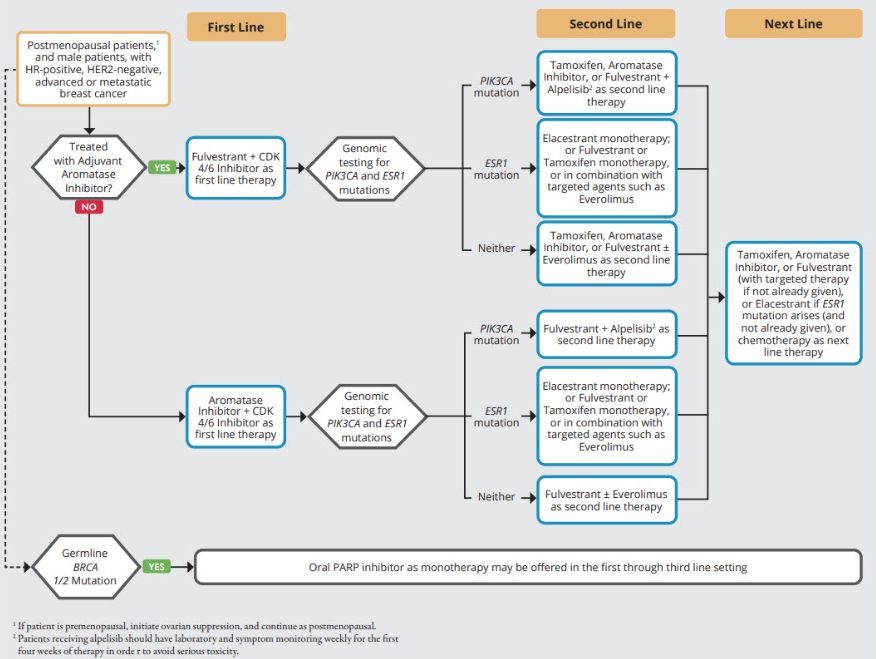 First Line
Second Line
Next Line
Postmenopausal patients,¹
and male patients, with
HR-positive, HER2-negative,
advanced or metastatic
breast cancer
Treated
with Adjuvant
Aromatase
Inhibitor?
YES
NO
Fulvestrant + CDK
4/6 Inhibitor as
first line therapy
Genomic
testing for
PIK3CA and ESR1
mutations
PIK3CA
mutation
Tamoxifen, Aromatase
Inhibitor, or Fulvestrant +
Alpelisib² as second line
therapy
ESR1
mutation
Elacestrant monotherapy;
or Fulvestrant or
Tamoxifen monotherapy,
or in combination with
targeted agents such as
Everolimus
Neither
Tamoxifen, Aromatase
Inhibitor, or Fulvestrant ±
Everolimus as second line
therapy
Aromatase
Inhibitor + CDK
4/6 Inhibitor as
first line therapy
Genomic
testing for
PIK3CA and ESR1
mutations
PIK3CA
mutation
Fulvestrant + Alpelisib² as
second line therapy
ESR1
mutation
Elacestrant monotherapy;
or Fulvestrant or
Tamoxifen monotherapy,
or in combination with
targeted agents such as
Everolimus
Neither
Fulvestrant ± Everolimus
as second line therapy
Tamoxifen, Aromatase
Inhibitor, or Fulvestrant
(with targeted therapy
if not already given),
or Elacestrant if ESR1
mutation arises (and
not already given), or
chemotherapy as next
line therapy
Germline
BRCA
1/2 Mutation
YES
Oral PARP inhibitor as monotherapy may be offered in the first through third line setting
¹ If patient is premenopausal, initiate ovarian suppression, and continue as postmenopausal.
² Patients receiving alpelisib should have laboratory and symptom monitoring weekly for the first
four weeks of therapy in orde r to avoid serious toxicity.